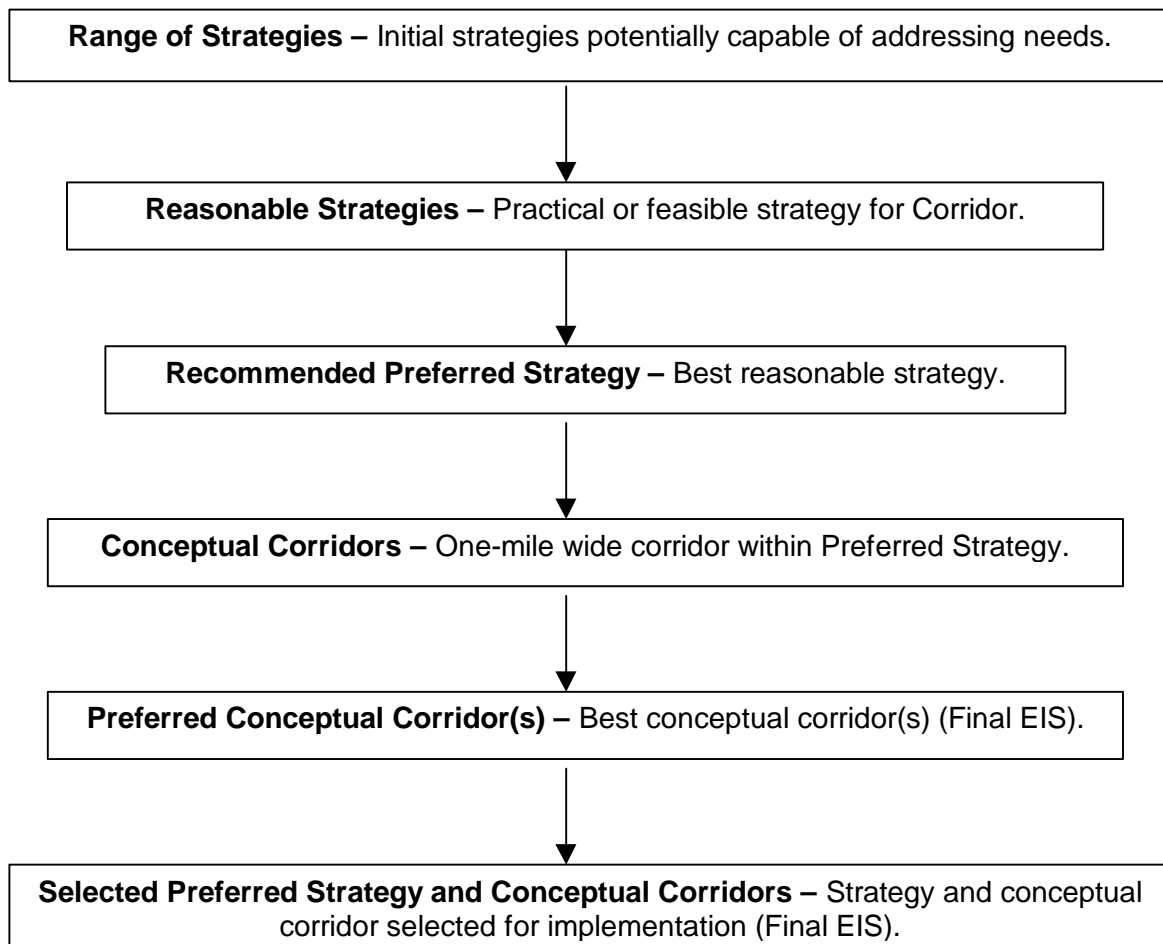 Range of Strategies – Initial strategies potentially capable of addressing needs.
Reasonable Strategies – Practical or feasible strategy for Corridor.
Recommended Preferred Strategy – Best reasonable strategy.
Conceptual Corridors – One-mile wide corridor within Preferred Strategy.
Preferred Conceptual Corridor(s) – Best conceptual corridor(s) (Final EIS).
Selected Preferred Strategy and Conceptual Corridors – Strategy and conceptual
corridor selected for implementation (Final EIS).